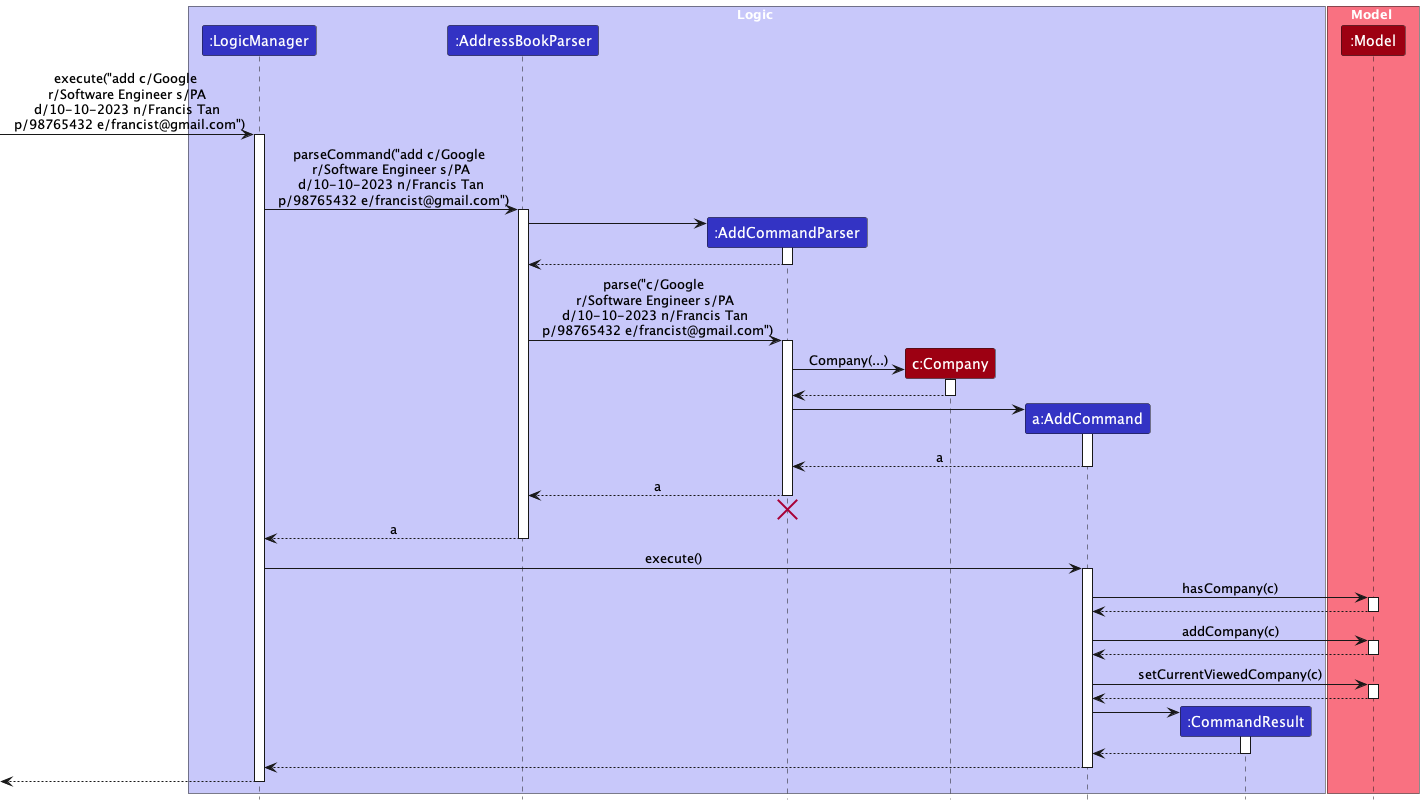 Logic
Model
:LogicManager
:AddressBookParser
:Model
execute("add c/Google
r/Software Engineer s/PA
d/10-10-2023 n/Francis Tan
p/98765432 e/francist@gmail.com")
parseCommand("add c/Google
r/Software Engineer s/PA
d/10-10-2023 n/Francis Tan
p/98765432 e/francist@gmail.com")
:AddCommandParser
parse("c/Google
r/Software Engineer s/PA
d/10-10-2023 n/Francis Tan
p/98765432 e/francist@gmail.com")
Company(...)
c:Company
a:AddCommand
a
a
a
execute()
hasCompany(c)
addCompany(c)
setCurrentViewedCompany(c)
:CommandResult